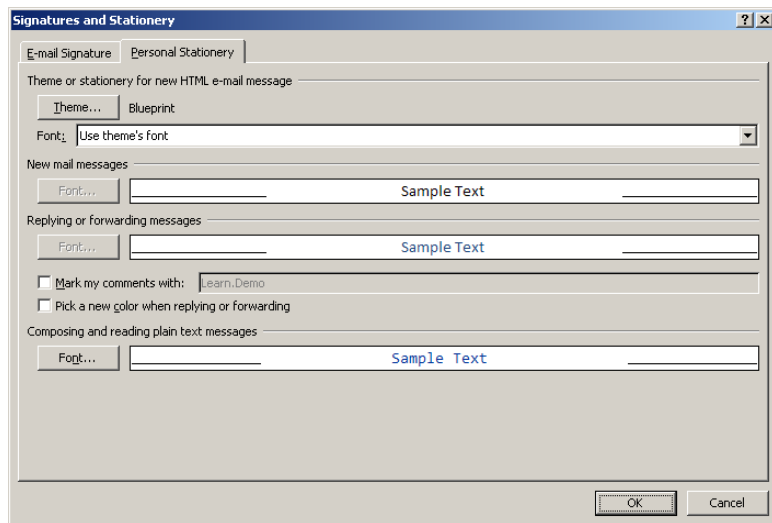 Signatures and Stationery
E-mail Signature Personal Stationery
Theme or stationery for new HTML e-mail message
Theme... Blueprint
Font: Use theme's font
New mail messages
Font... Sample Text
Replying or forwarding messages
Font... Sample Text
Mark my comments with: Learn.Demo
Pick a new color when replying or forwarding
Composing and reading plain text messages
Font... Sample Text
OK Cancel